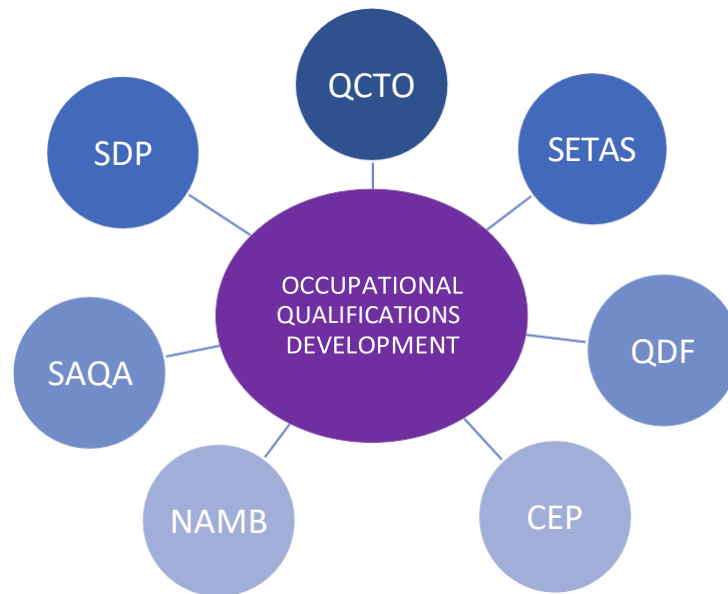 QCTO
SDP
SETAS
OCCUPATIONAL
QUALIFICATIONS
DEVELOPMENT
SAQA
QDF
NAMB
CEP